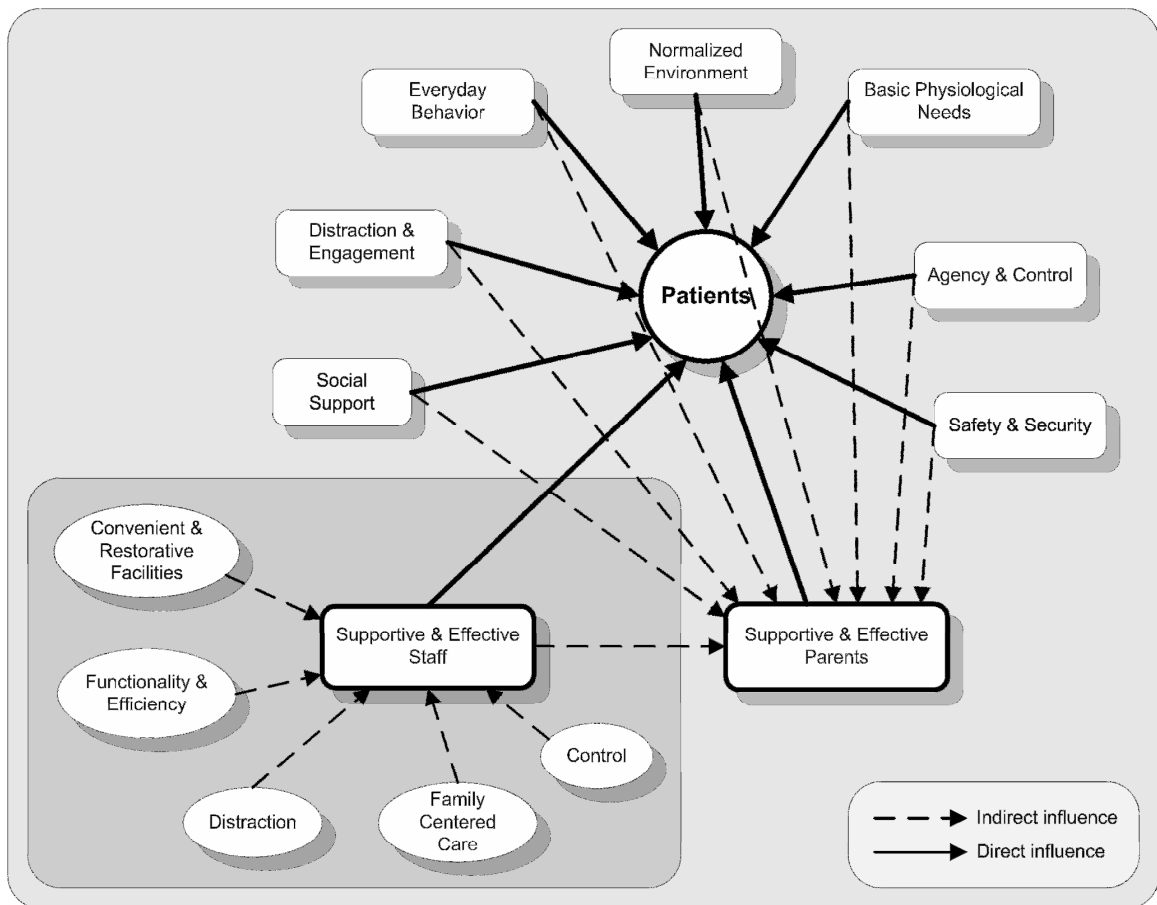 Normalized
Environment
Everyday
Behavior
Basic Physiological
Needs
Distraction &
Engagement
Patients
Agency & Control
Social
Support
Safety & Security
Convenient &
Restorative
Facilities
Supportive & Effective
Staff
Supportive & Effective
Parents
Functionality &
Efficiency
Control
Distraction
Family
Centered
Care
Indirect influence
Direct influence